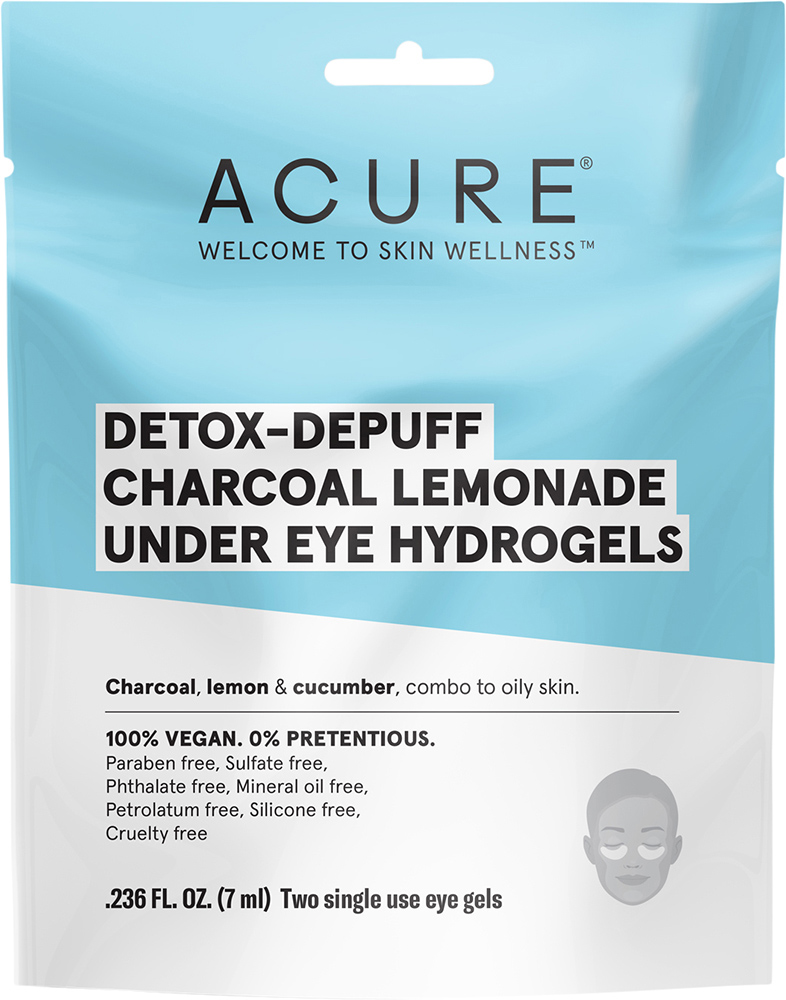 ACURE®
WELCOME TO SKIN WELLNESS™
DETOX-DEPUFF
CHARCOAL LEMONADE
UNDER EYE HYDROGELS
Charcoal, lemon & cucumber, combo to oily skin.
100% VEGAN. 0% PRETENTIOUS.
Paraben free, Sulfate free,
Phthalate free, Mineral oil free,
Petrolatum free, Silicone free,
Cruelty free
.236 FL. OZ. (7 ml) Two single use eye gels